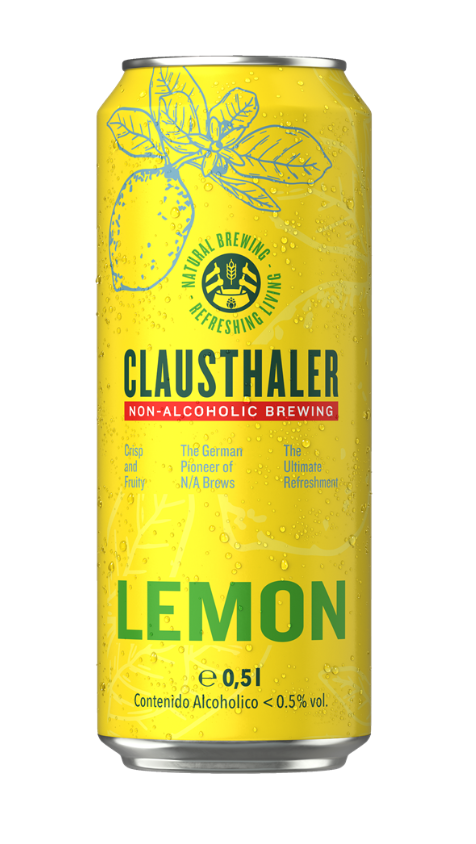 NATURAL BREWING -
REFRESHING LIVING -
CLAUSTHALER
NON-ALCOHOLIC BREWING
Crisp
and
Fruity
The German
Pioneer of
N/A Brews
The
Ultimate
Refreshment
LEMON
℮ 0,5l
Contenido Alcoholico < 0.5% vol.